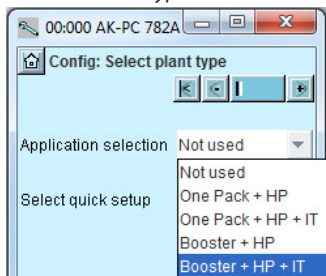 00:000 AK-PC 782A
Config: Select plant type
Application selection Not used
Not used
Select quick setup
One Pack + HP
One Pack + HP + IT
Booster + HP
Booster + HP + IT